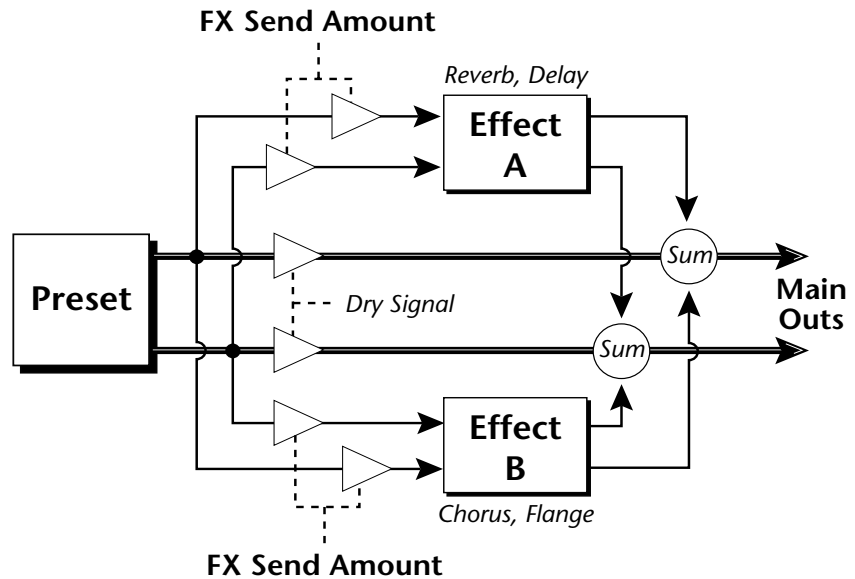 FX Send Amount
Reverb, Delay
Effect
A
Preset
Sum
Dry Signal
Main
Outs
Sum
Effect
B
Chorus, Flange
FX Send Amount